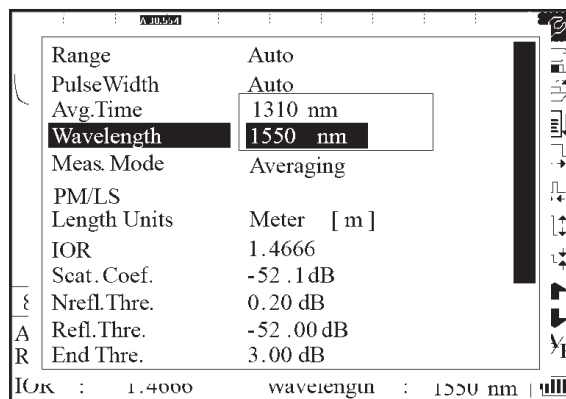 A 30.554
Range Auto
PulseWidth Auto
Avg.Time 1310 nm
Wavelength 1550 nm
Meas. Mode Averaging
PM/LS
Length Units Meter [ m ]
IOR 1.4666
Scat. Coef. -52 .1dB
Nrefl.Thre. 0.20 dB
Refl.Thre. -52 .00 dB
End Thre. 3.00 dB
A
R
IOR : 1.4666 Wavelength : 1550 nm